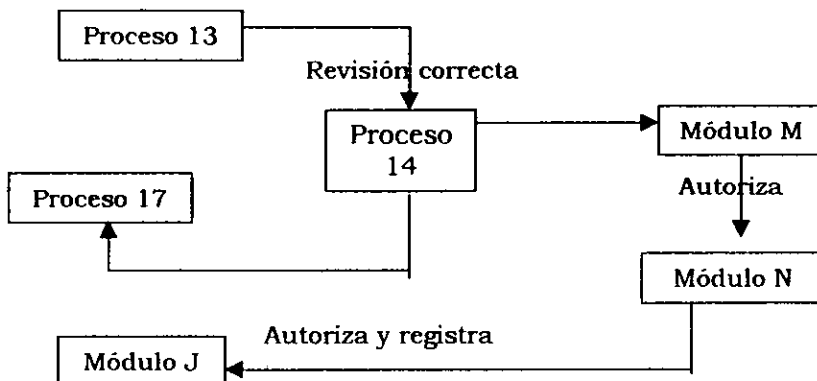 Proceso 13
Revisión correcta
Proceso
14
Módulo M
Autoriza
Proceso 17
Módulo N
Autoriza y registra
Módulo J